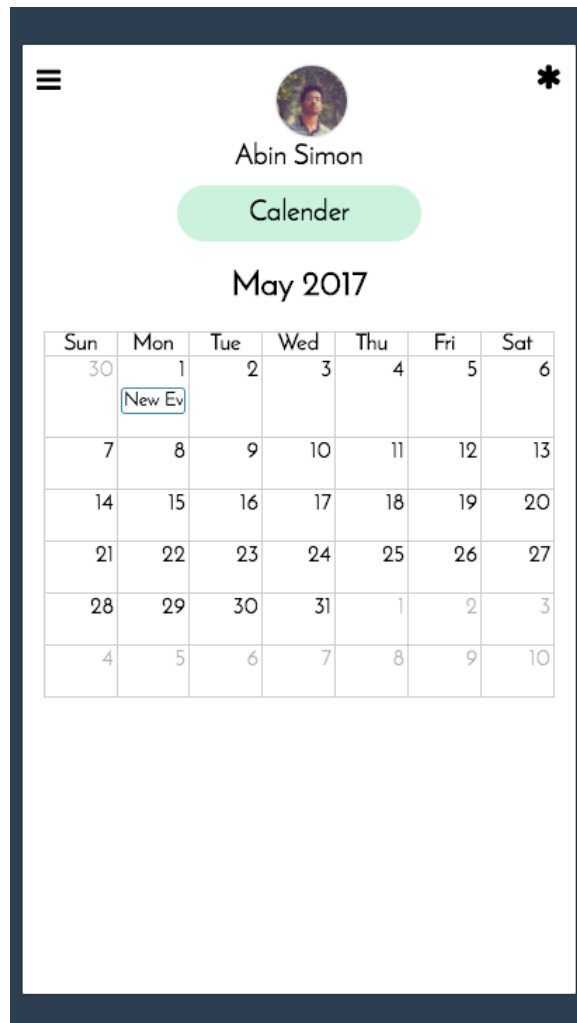 Abin Simon
Calender
May 2017
Sun Mon Tue Wed Thu Fri Sat
30 1 2 3 4 5 6
New Ev
7 8 9 10 11 12 13
14 15 16 17 18 19 20
21 22 23 24 25 26 27
28 29 30 31 1 2 3
4 5 6 7 8 9 10